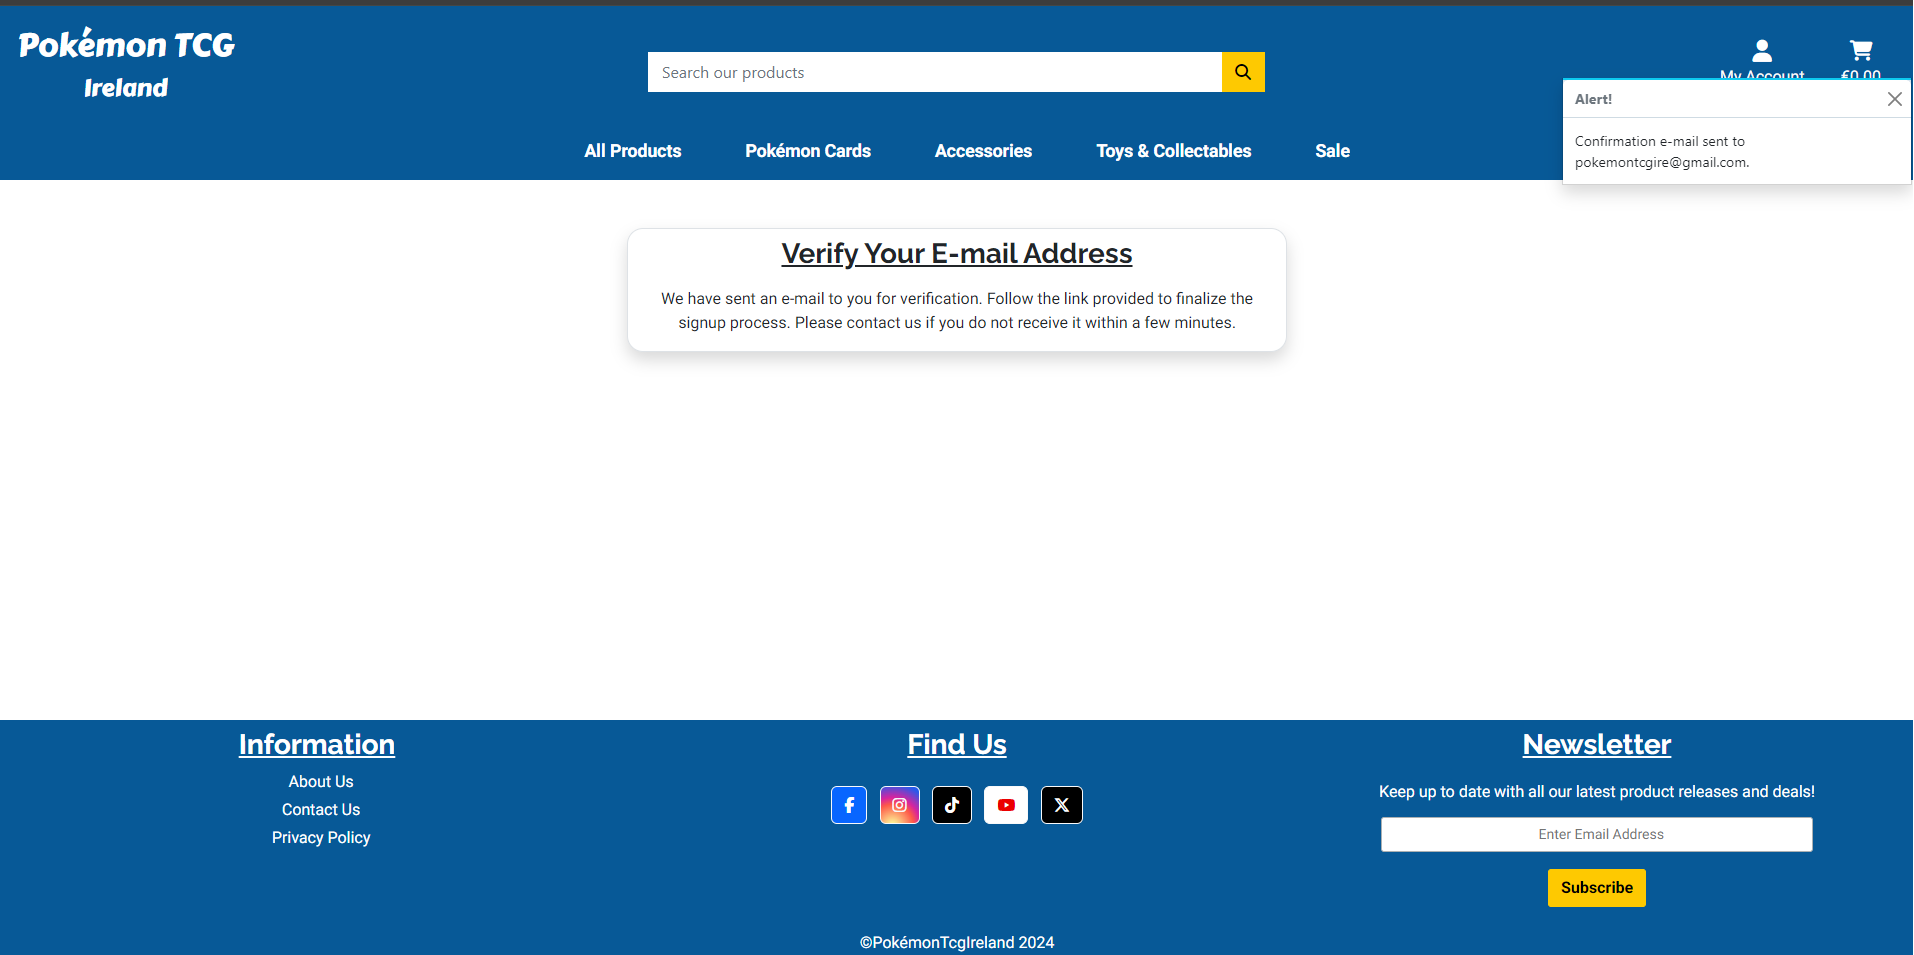 Pokémon TCG
Ireland
Search our products
My Account
€0.00
Alert!
Confirmation e-mail sent to
pokemontcgire@gmail.com.
All Products
Pokémon Cards
Accessories
Toys & Collectables
Sale
Verify Your E-mail Address
We have sent an e-mail to you for verification. Follow the link provided to finalize the
signup process. Please contact us if you do not receive it within a few minutes.
Information
About Us
Contact Us
Privacy Policy
Find Us
Newsletter
Keep up to date with all our latest product releases and deals!
Enter Email Address
Subscribe
©PokémonTcgIreland 2024